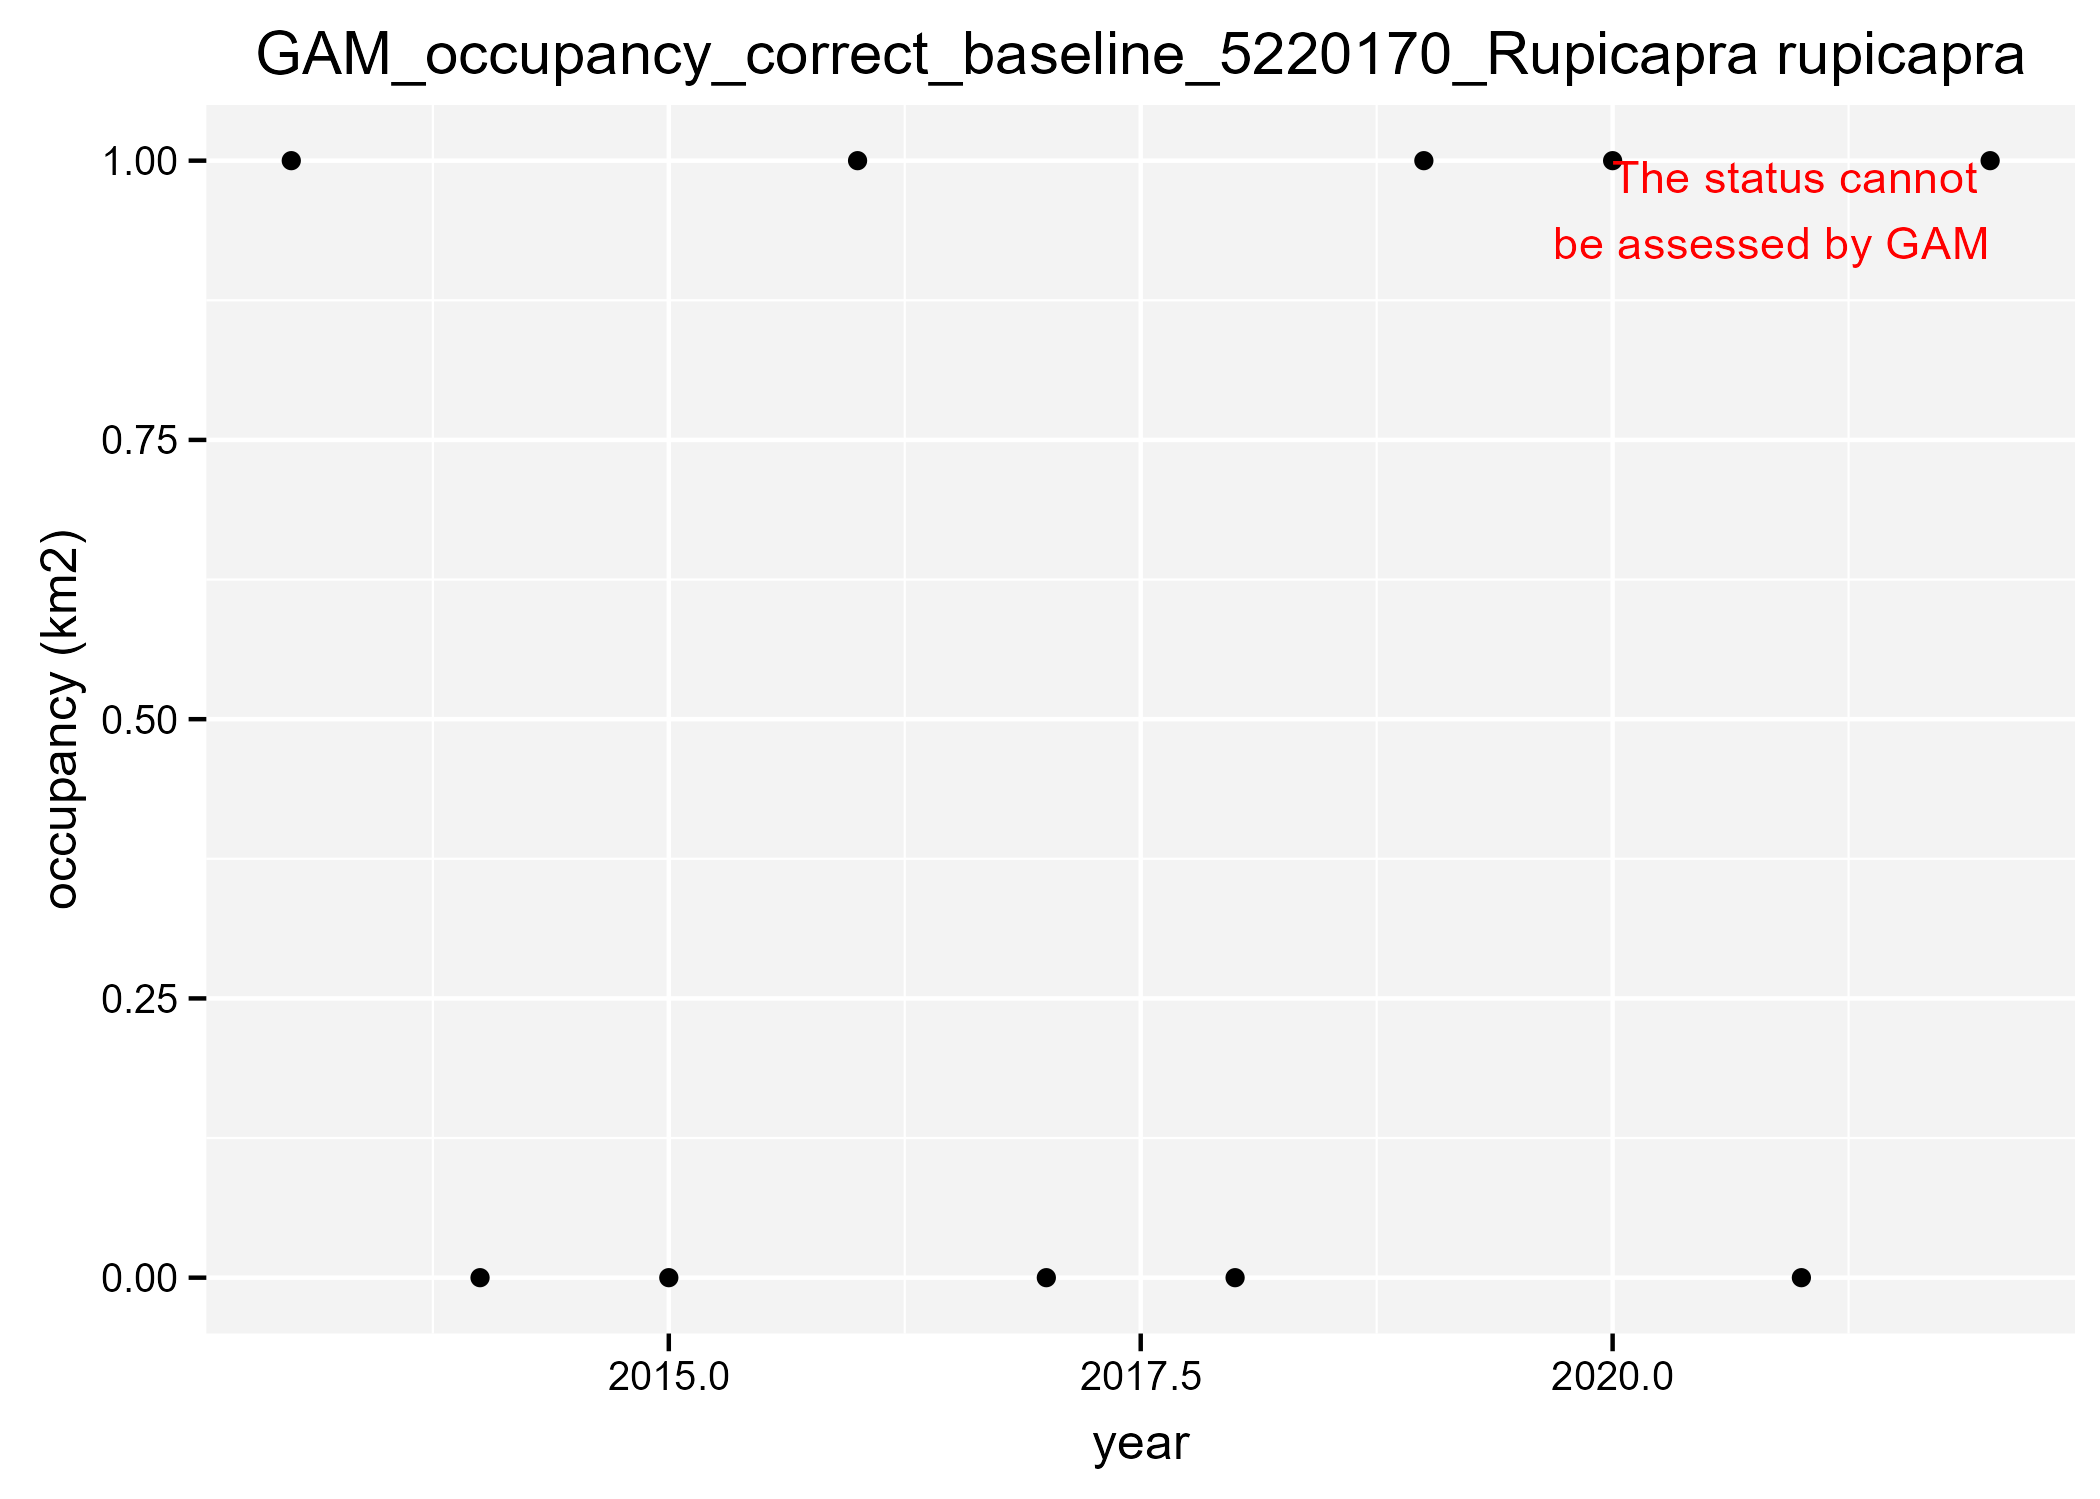 GAM_occupancy_correct_baseline_5220170_Rupicapra rupicapra
1.00
0.75
0.50
0.25
0.00
occupancy (km2)
The status cannot
be assessed by GAM
2015.0
2017.5
2020.0
year